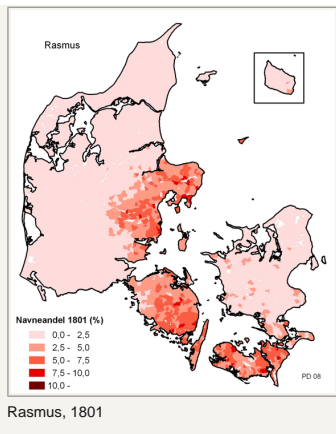 Rasmus
Navneandel 1801 (%)
0,0 - 2,5
2,5 - 5,0
5,0 - 7,5
7,5 - 10,0
10,0 -
PD 08
Rasmus, 1801